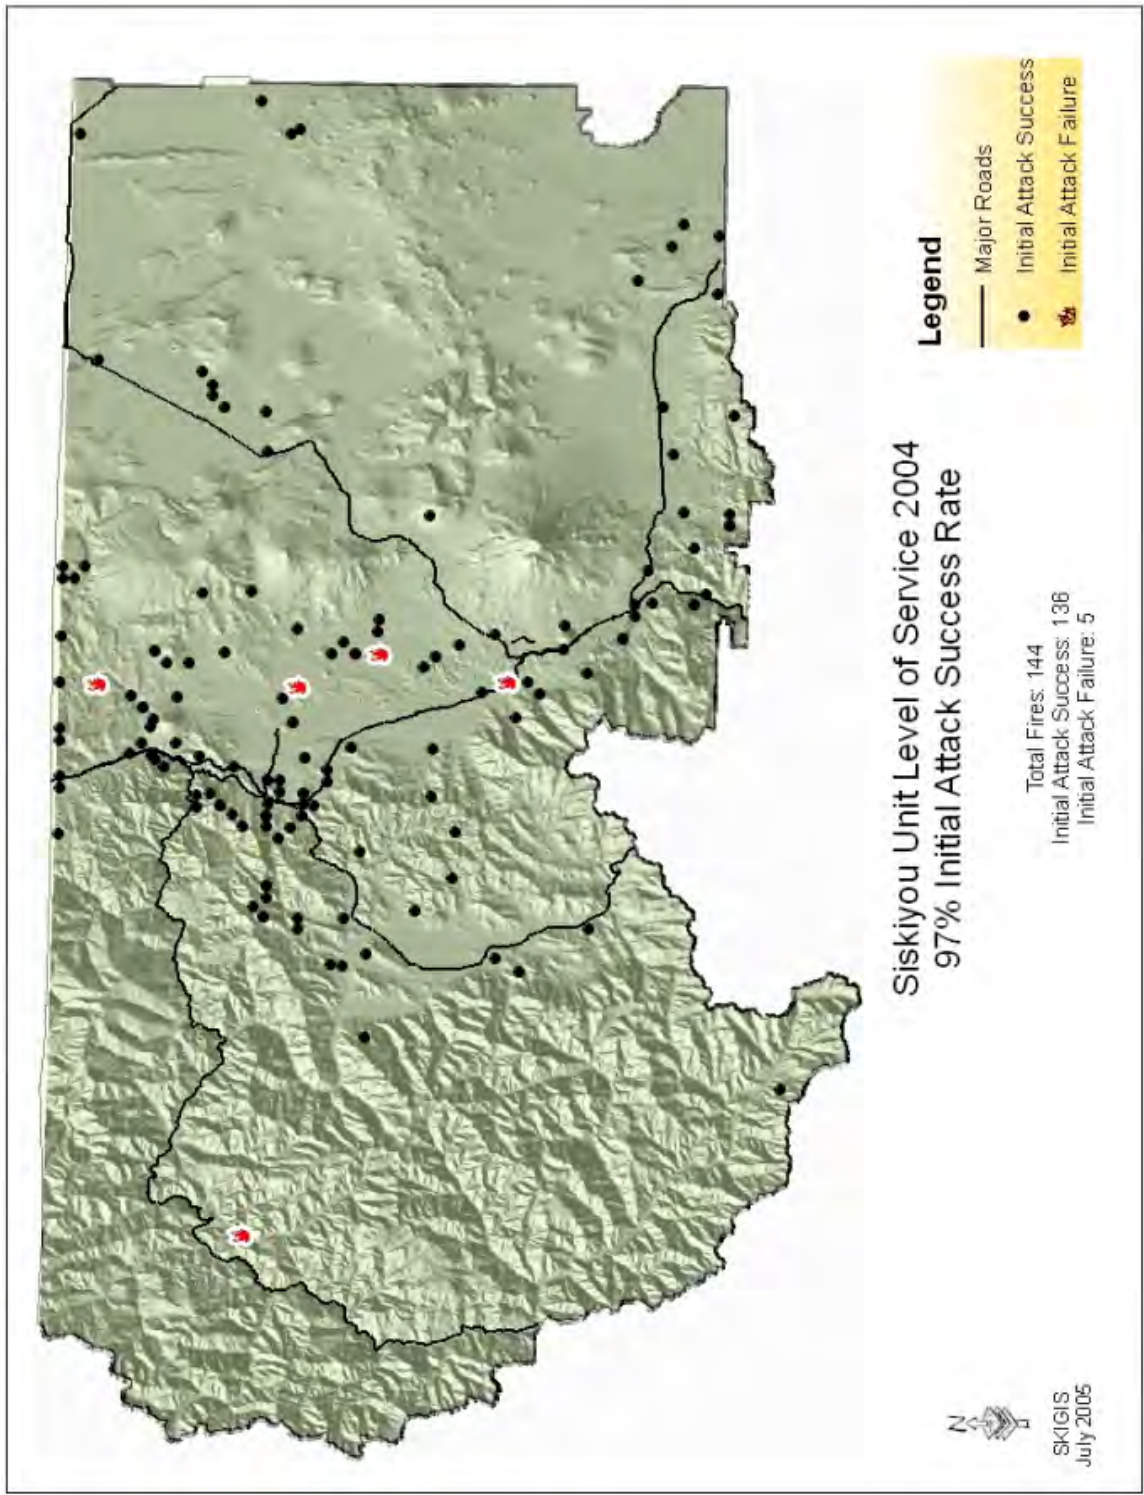 Legend
Major Roads
Initial Attack Success
Initial Attack Failure
Siskiyou Unit Level of Service 2004
97% Initial Attack Success Rate
Total Fires: 144
Initial Attack Success: 136
Initial Attack Failure: 5
N
SKIGIS
July 2005